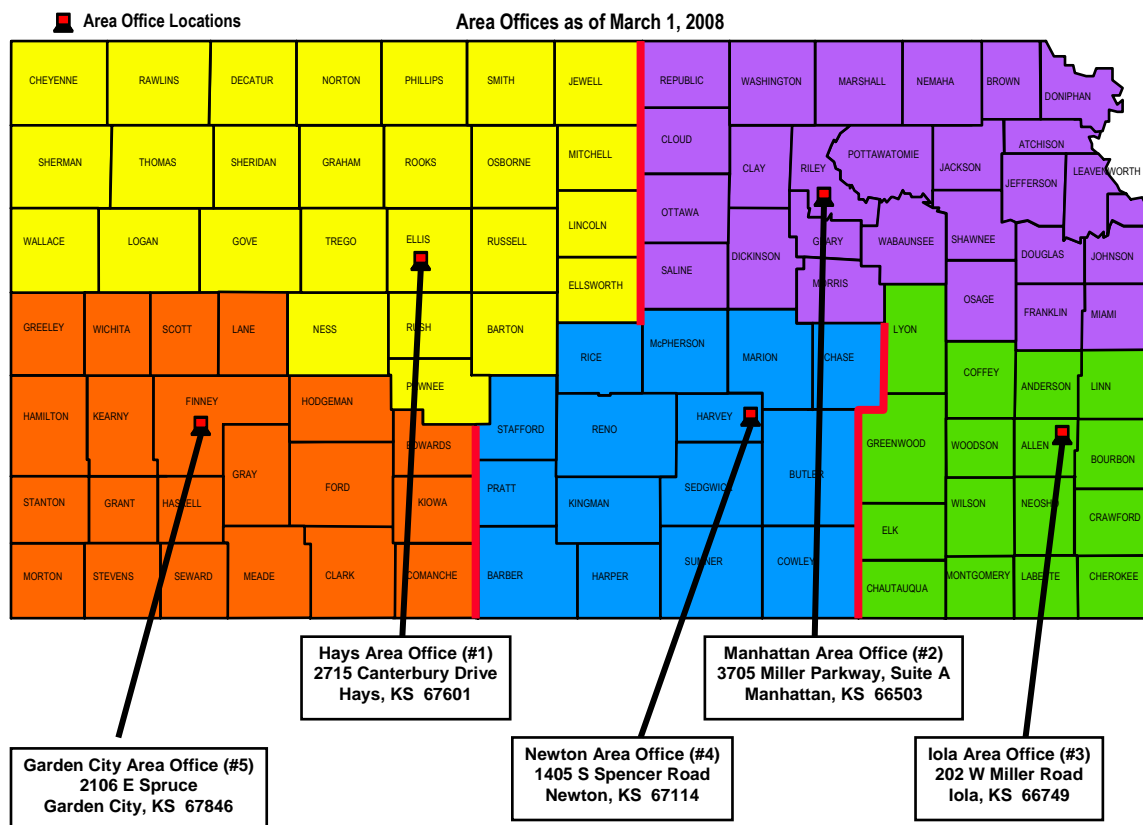 Area Office Locations
Area Offices as of March 1, 2008
CHEYENNE RAWLINS DECATUR NORTON PHILLIPS SMITH JEWELL REPUBLIC WASHINGTON MARSHALL NEMAHA BROWN DONIPHAN
SHERMAN THOMAS SHERIDAN GRAHAM ROOKS OSBORNE MITCHELL CLOUD CLAY RILEY POTTAWATOMIE JACKSON ATCHISON
JEFFERSON LEAVENWORTH
WALLACE LOGAN GOVE TREGO ELLIS RUSSELL LINCOLN OTTAWA
DICKINSON GEARY WABAUNSEE SHAWNEE DOUGLAS JOHNSON
ELLSWORTH SALINE MORRIS OSAGE FRANKLIN MIAMI
GREELEY WICHITA SCOTT LANE NESS RUSH BARTON RICE McPHERSON MARION CHASE LYON
COFFEY ANDERSON LINN
HAMILTON KEARNY FINNEY HODGEMAN PAWNEE
EDWARDS STAFFORD RENO HARVEY GREENWOOD WOODSON ALLEN BOURBON
GRAY FORD BUTLER
STANTON GRANT HASKELL KIOWA PRATT KINGMAN SEDGWICK WILSON NEOSHO CRAWFORD
ELK
MORTON STEVENS SEWARD MEADE CLARK COMANCHE BARBER HARPER SUMNER COWLEY CHAUTAUQUA MONTGOMERY LABETTE CHEROKEE
Hays Area Office (#1)
2715 Canterbury Drive
Hays, KS 67601
Manhattan Area Office (#2)
3705 Miller Parkway, Suite A
Manhattan, KS 66503
Garden City Area Office (#5)
2106 E Spruce
Garden City, KS 67846
Newton Area Office (#4)
1405 S Spencer Road
Newton, KS 67114
Iola Area Office (#3)
202 W Miller Road
Iola, KS 66749